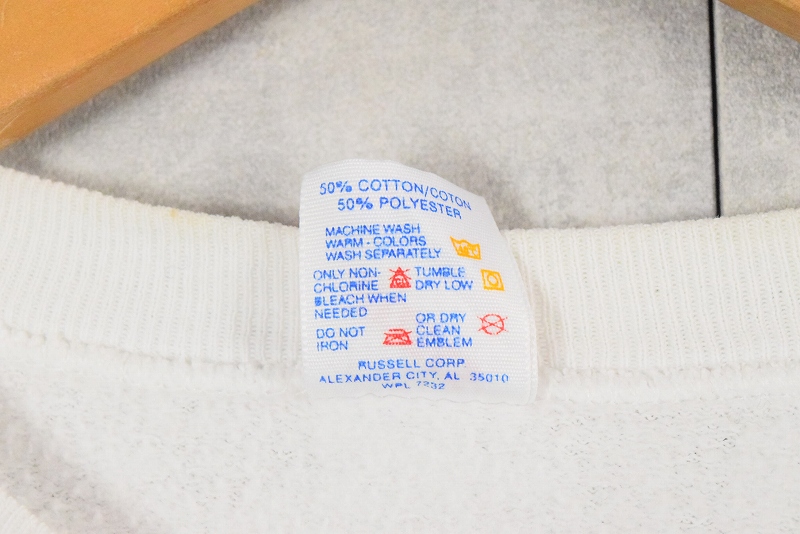 50% COTTON/COTON
50% POLYESTER
MACHINE WASH
WARM - COLORS
WASH SEPARATELY
ONLY NON-
CHLORINE
BLEACH WHEN
NEEDED
TUMBLE
DRY LOW
DO NOT
IRON
OR DRY
CLEAN
EMBLEM
RUSSELL CORP.
ALEXANDER CITY, AL 35010
WPL 7232